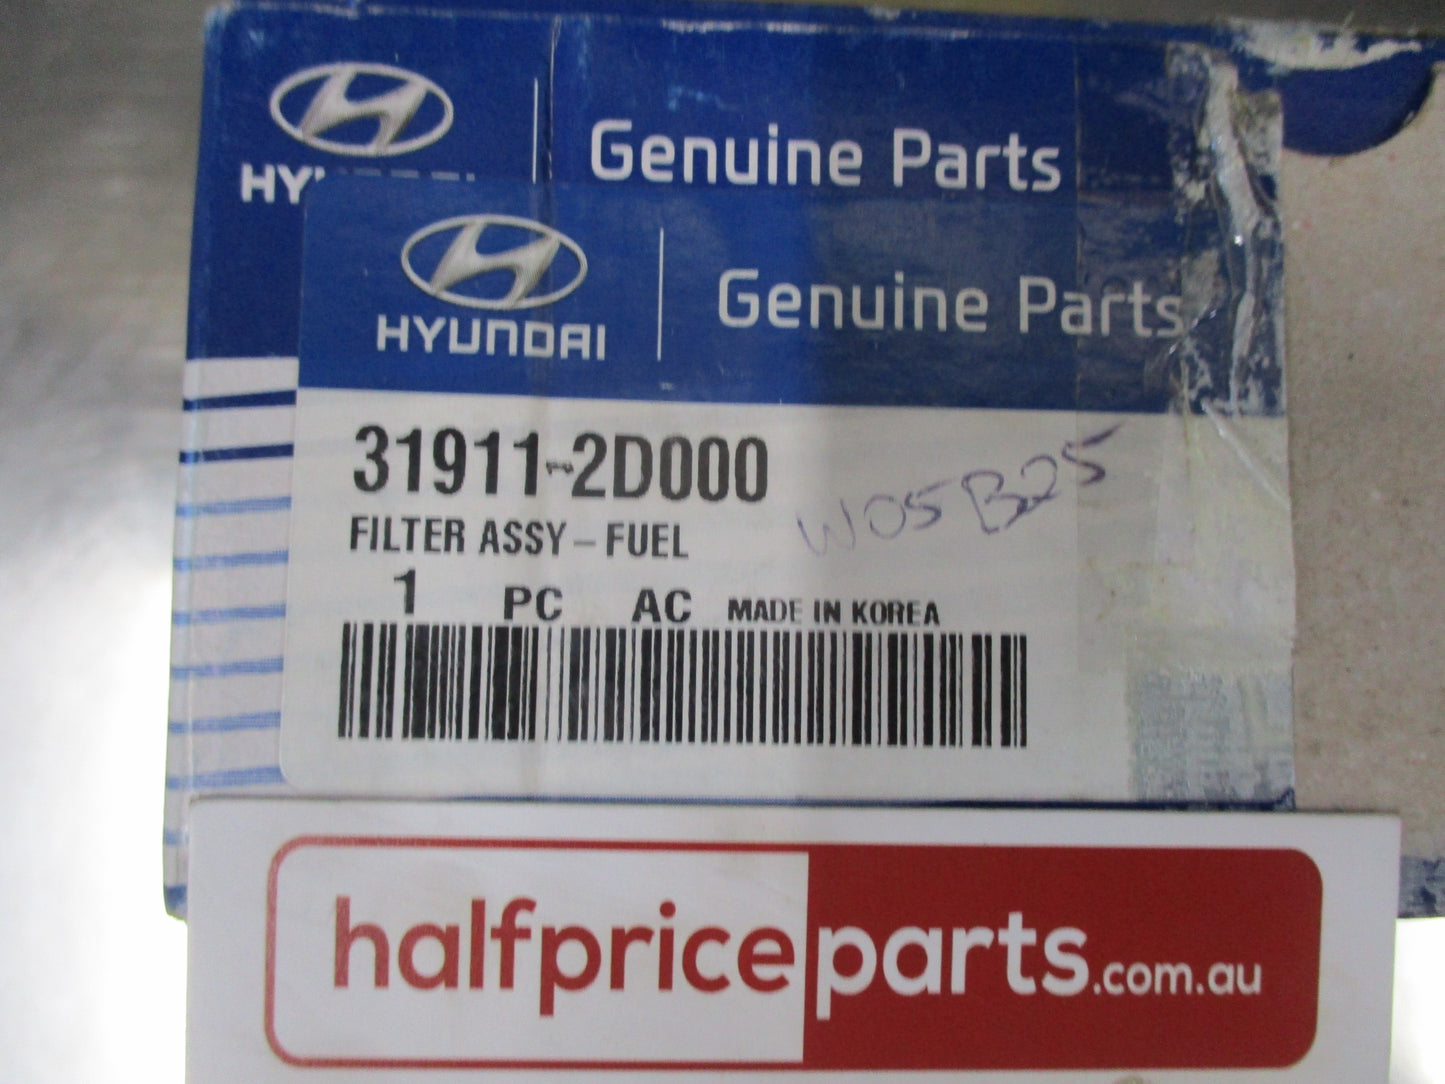 Genuine Parts
HY
HYUNDAI
Genuine Parts
31911-2D000
W05B25
FILTER ASSY-FUEL
1 PC AC MADE IN KOREA
halfpriceparts.com.au